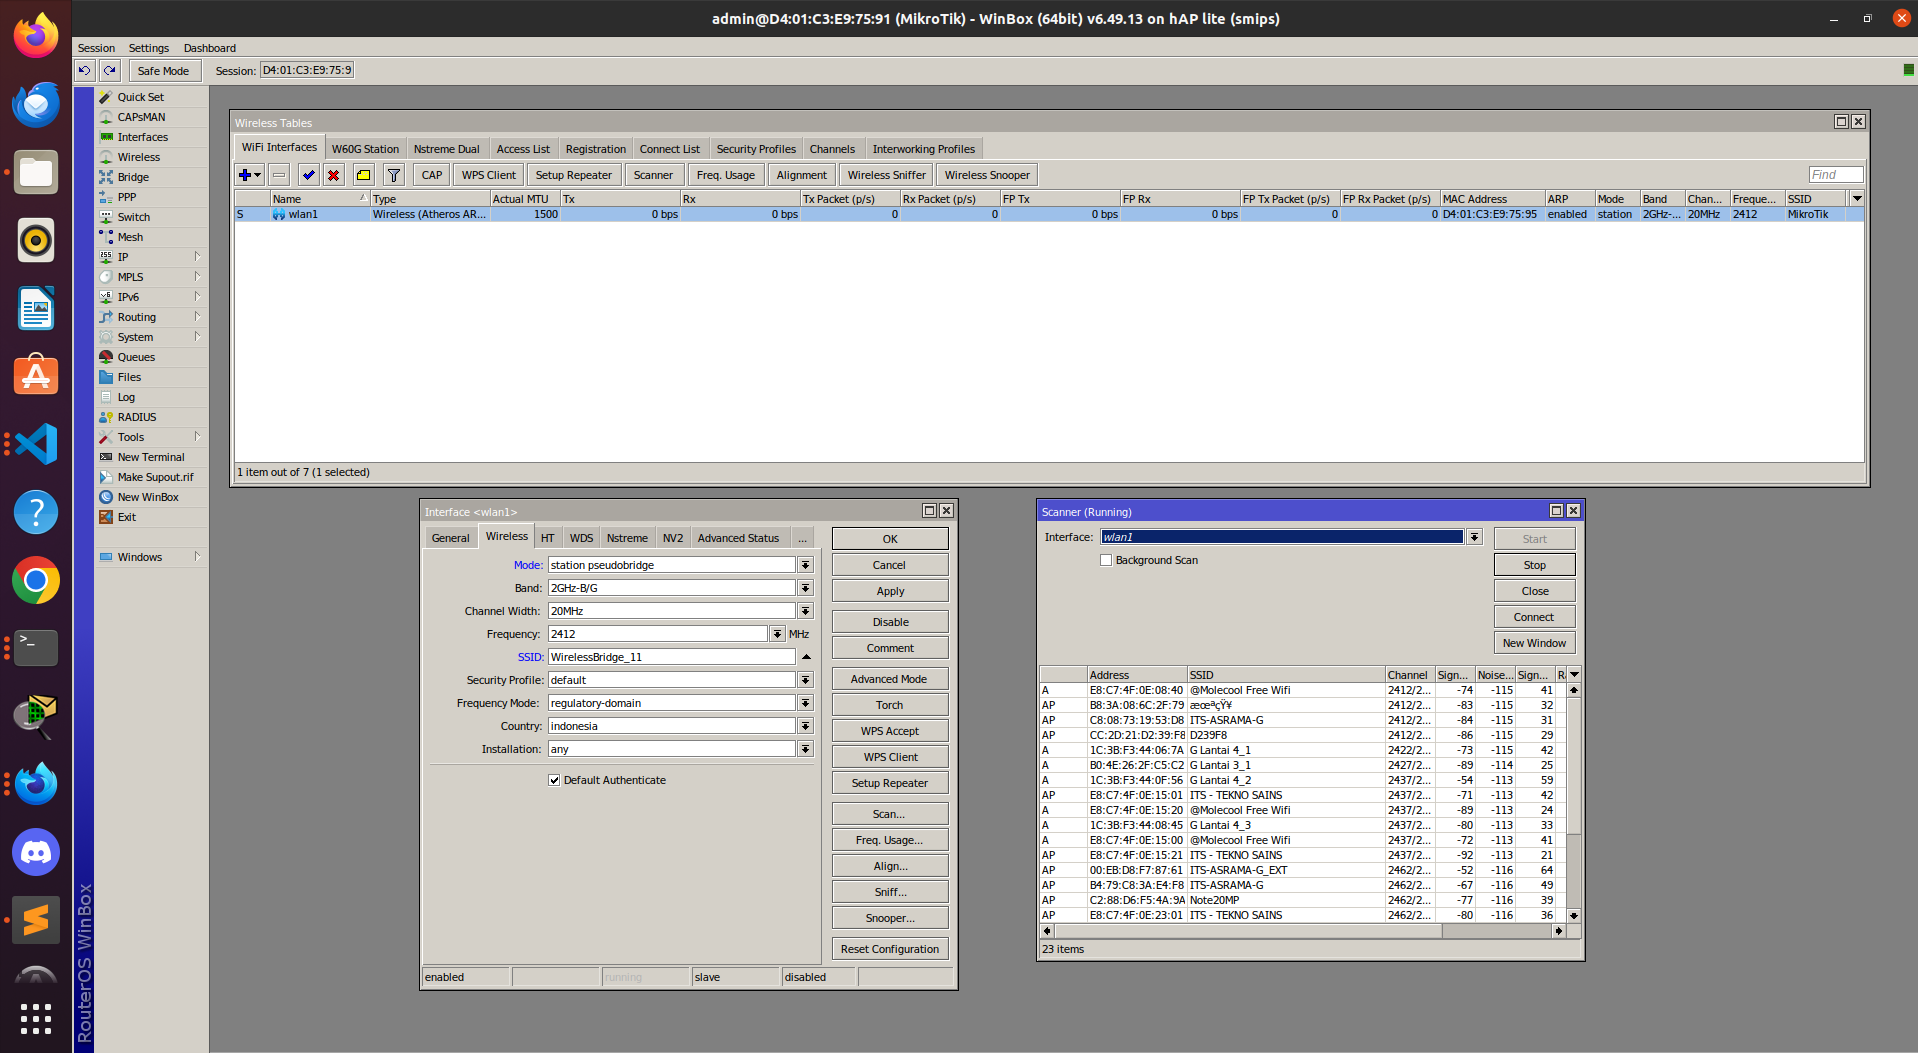 admin@D4:01:C3:E9:75:91 (MikroTik) - WinBox (64bit) v6.49.13 on hAP lite (smips)
Session Settings Dashboard
Safe Mode Session: D4:01:C3:E9:75:9
Quick Set
CAPsMAN
Interfaces
Wireless
Bridge
PPP
Switch
Mesh
IP
MPLS
IPv6
Routing
System
Queues
Files
Log
RADIUS
Tools
New Terminal
Make Supout.rif
New WinBox
Exit
Windows
RouterOS WinBox
Wireless Tables
WiFi Interfaces W60G Station Nstreme Dual Access List Registration Connect List Security Profiles Channels Interworking Profiles
CAP WPS Client Setup Repeater Scanner Freq. Usage Alignment Wireless Sniffer Wireless Snooper Find
Name Type Actual MTU Tx Rx Tx Packet (p/s) Rx Packet (p/s) FP Tx FP Rx FP Tx Packet (p/s) FP Rx Packet (p/s) MAC Address ARP Mode Band Chan... Freque... SSID
S wlan1 Wireless (Atheros AR... 1500 0 bps 0 bps 0 0 0 bps 0 bps 0 0 D4:01:C3:E9:75:95 enabled station 2GHz-... 20MHz 2412 MikroTik
1 item out of 7 (1 selected)
Interface <wlan1>
General Wireless HT WDS Nstreme NV2 Advanced Status ...
Mode: station pseudobridge
Band: 2GHz-B/G
Channel Width: 20MHz
Frequency: 2412 MHz
SSID: WirelessBridge_11
Security Profile: default
Frequency Mode: regulatory-domain
Country: indonesia
Installation: any
Default Authenticate
OK
Cancel
Apply
Disable
Comment
Advanced Mode
Torch
WPS Accept
WPS Client
Setup Repeater
Scan...
Freq. Usage...
Align...
Sniff...
Snooper...
Reset Configuration
enabled running slave disabled
Scanner (Running)
Interface: wlan1
Background Scan
Start
Stop
Close
Connect
New Window
Address SSID Channel Sign... Noise... Sign... Ra
A E8:C7:4F:0E:08:40 @Molecool Free Wifi 2412/2... -74 -115 41
AP B8:3A:08:6C:2F:79 æœªçŸ¥ 2412/2... -83 -115 32
AP C8:08:73:19:53:D8 ITS-ASRAMA-G 2412/2... -84 -115 31
AP CC:2D:21:D2:39:F8 D239F8 2412/2... -86 -115 29
A 1C:3B:F3:44:06:7A G Lantai 4_1 2422/2... -73 -115 42
A B0:4E:26:2F:C5:C2 G Lantai 3_1 2427/2... -89 -114 25
A 1C:3B:F3:44:0F:56 G Lantai 4_2 2437/2... -54 -113 59
AP E8:C7:4F:0E:15:01 ITS - TEKNO SAINS 2437/2... -71 -113 42
A E8:C7:4F:0E:15:20 @Molecool Free Wifi 2437/2... -89 -113 24
A 1C:3B:F3:44:08:45 G Lantai 4_3 2437/2... -80 -113 33
A E8:C7:4F:0E:15:00 @Molecool Free Wifi 2437/2... -72 -113 41
AP E8:C7:4F:0E:15:21 ITS - TEKNO SAINS 2437/2... -92 -113 21
AP 00:EB:D8:F7:87:61 ITS-ASRAMA-G_EXT 2462/2... -52 -116 64
AP B4:79:C8:3A:E4:F8 ITS-ASRAMA-G 2462/2... -67 -116 49
AP C2:88:D6:F5:4A:9A Note20MP 2462/2... -77 -116 39
AP E8:C7:4F:0E:23:01 ITS - TEKNO SAINS 2462/2... -80 -116 36
23 items